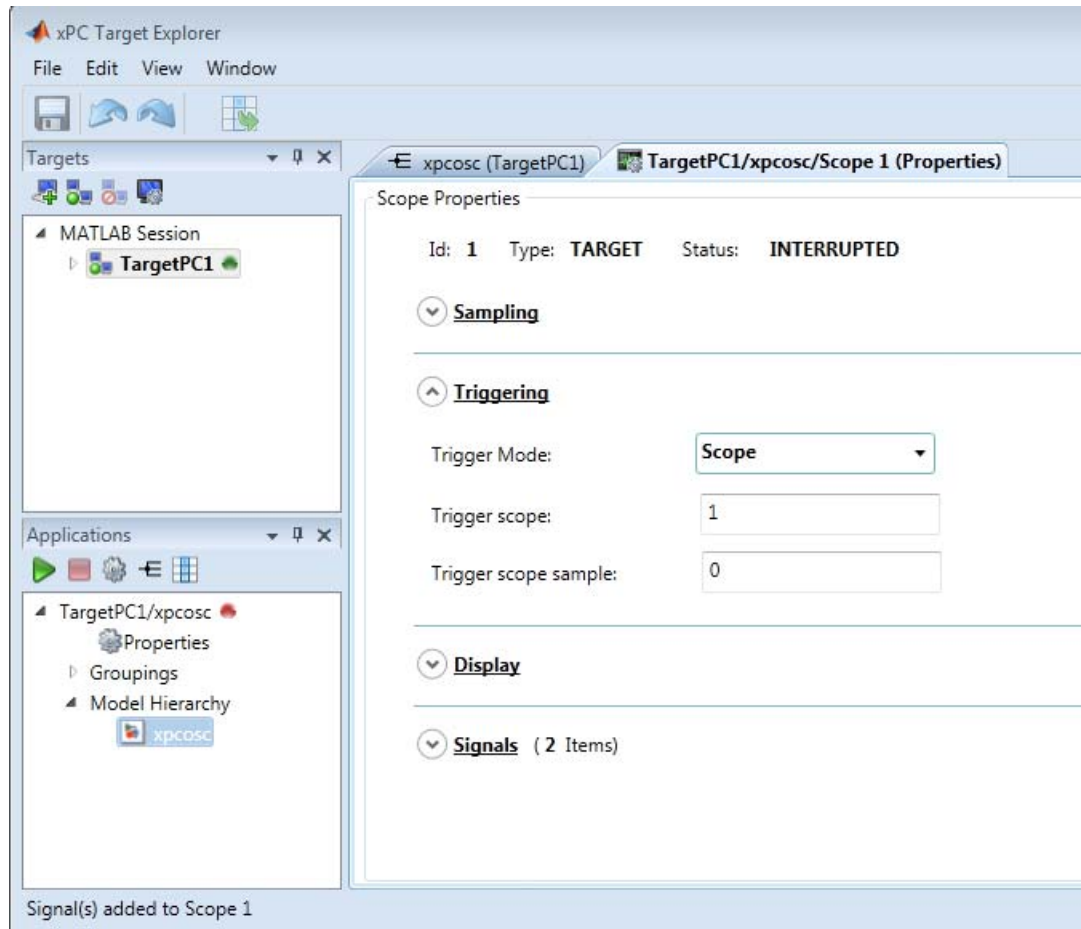 xPC Target Explorer
File Edit View Window
Targets
MATLAB Session
TargetPC1
Applications
TargetPC1/xpcosc
Properties
Groupings
Model Hierarchy
xpcosc
xpcosc (TargetPC1)
TargetPC1/xpcosc/Scope 1 (Properties)
Scope Properties
Id: 1 Type: TARGET Status: INTERRUPTED
Sampling
Triggering
Trigger Mode: Scope
Trigger scope: 1
Trigger scope sample: 0
Display
Signals ( 2 Items)
Signal(s) added to Scope 1